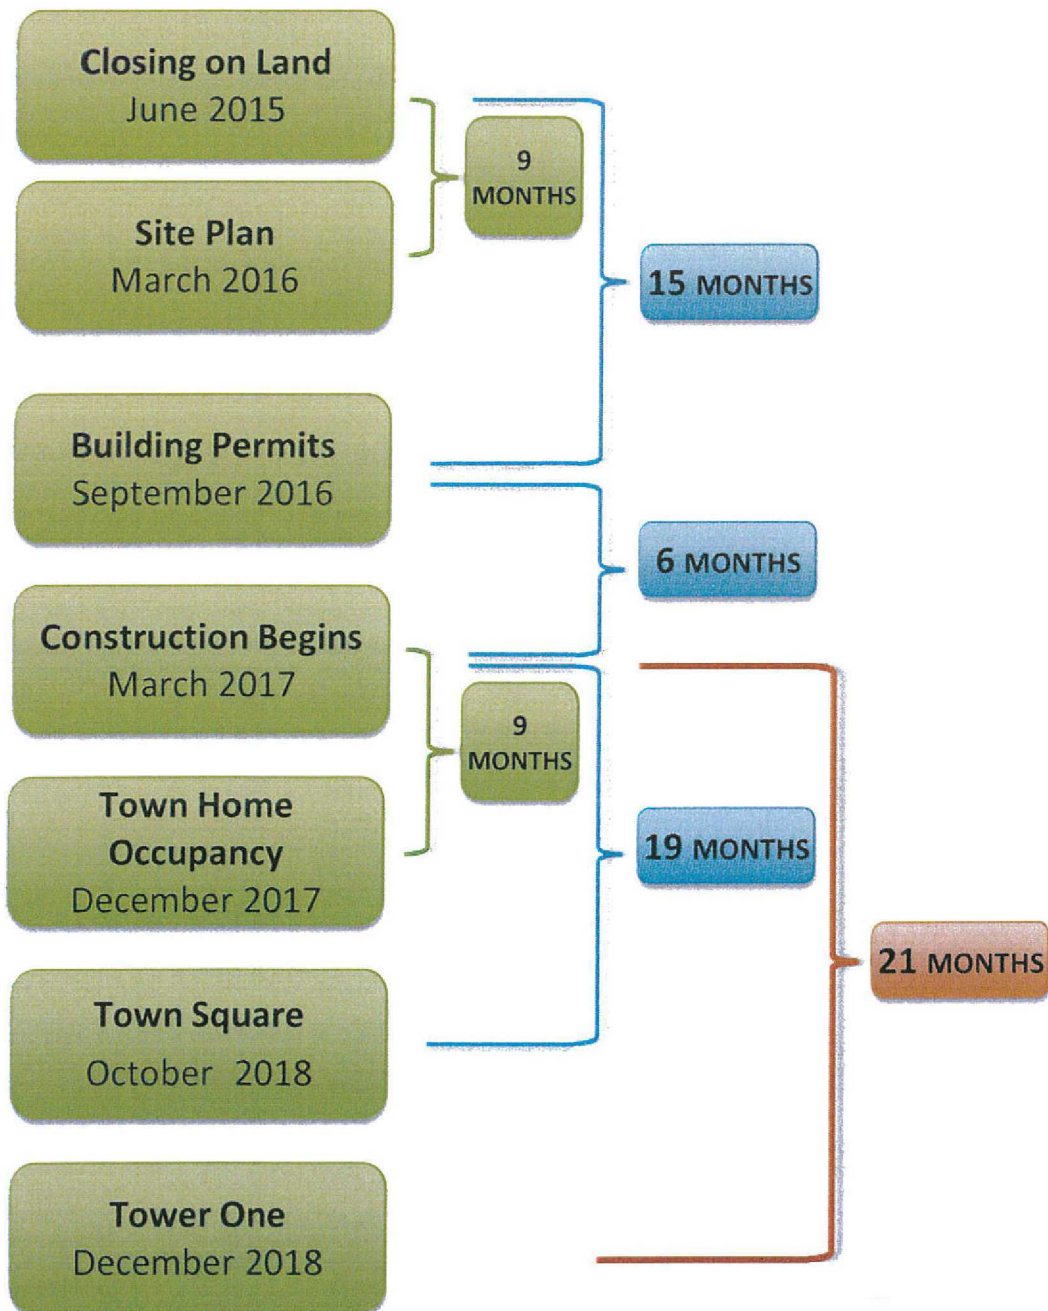 Closing on Land
June 2015
9
MONTHS
Site Plan
March 2016
15 MONTHS
Building Permits
September 2016
6 MONTHS
Construction Begins
March 2017
9
MONTHS
Town Home
Occupancy
December 2017
19 MONTHS
21 MONTHS
Town Square
October 2018
Tower One
December 2018